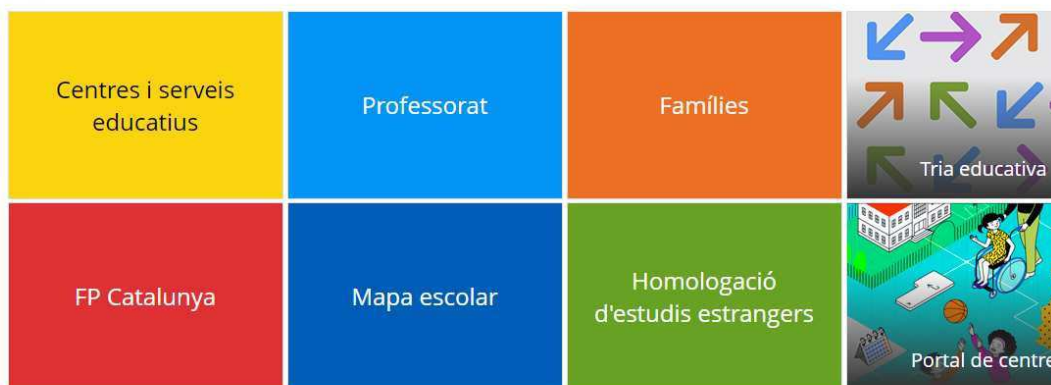 Centres i serveis
educatius
Professorat
Famílies
Tria educativa
FP Catalunya
Mapa escolar
Homologació
d'estudis estrangers
Portal de centre